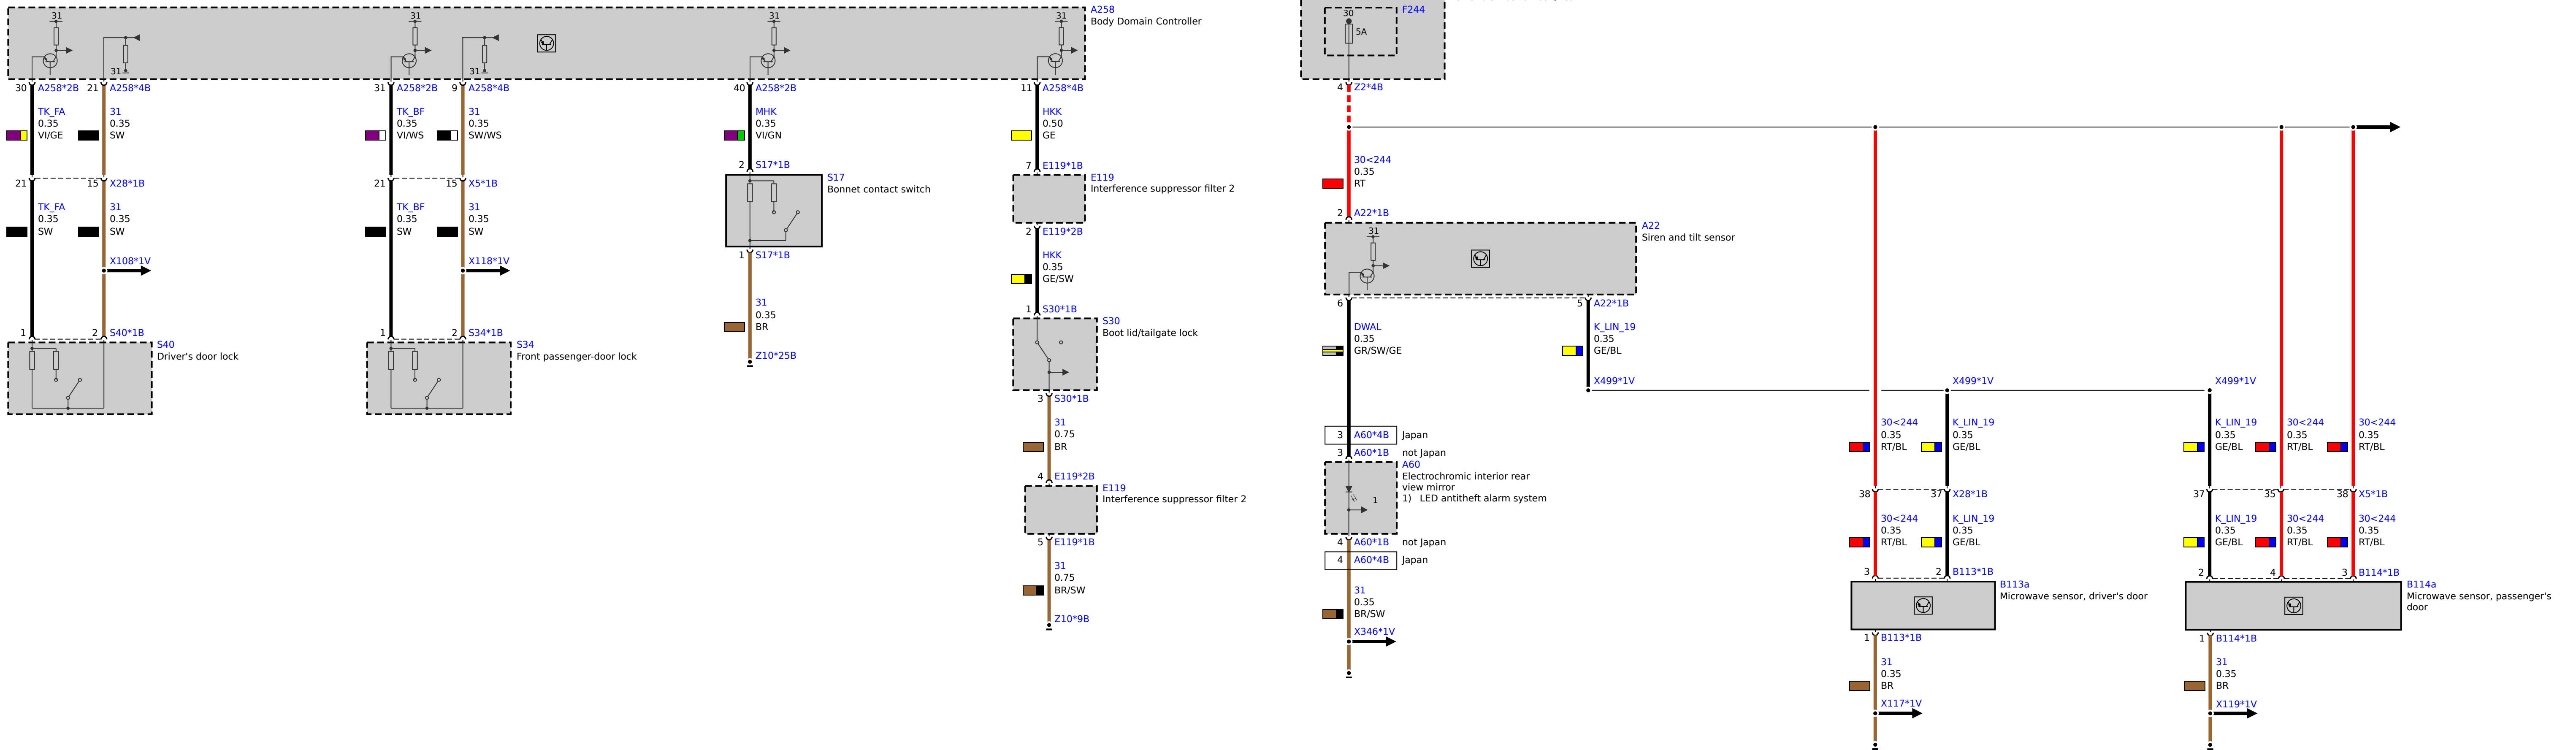 31
31
31
31
A258
Body Domain Controller
31
31
30 A258*2B
21 A258*4B
31 A258*2B
9 A258*4B
40 A258*2B
11 A258*4B
TK_FA
0.35
VI/GE
31
0.35
SW
TK_BF
0.35
VI/WS
31
0.35
SW/WS
MHK
0.35
VI/GN
HKK
0.50
GE
21
15 X28*1B
21
15 X5*1B
TK_FA
0.35
SW
31
0.35
SW
TK_BF
0.35
SW
31
0.35
SW
X108*1V
X118*1V
1
2 S40*1B
1
2 S34*1B
S40
Driver's door lock
S34
Front passenger-door lock
2 S17*1B
S17
Bonnet contact switch
1 S17*1B
31
0.35
BR
Z10*25B
7 E119*1B
E119
Interference suppressor filter 2
2 E119*2B
HKK
0.35
GE/SW
1 S30*1B
S30
Boot lid/tailgate lock
3 S30*1B
31
0.75
BR
4 E119*2B
E119
Interference suppressor filter 2
5 E119*1B
31
0.75
BR/SW
Z10*9B
F244
30
5A
4 Z2*4B
30<244
0.35
RT
2 A22*1B
A22
Siren and tilt sensor
31
6
5 A22*1B
DWAL
0.35
GR/SW/GE
K_LIN_19
0.35
GE/BL
X499*1V
X499*1V
X499*1V
3 A60*4B Japan
3 A60*1B not Japan
A60
Electrochromic interior rear
view mirror
1) LED antitheft alarm system
1
4 A60*1B not Japan
4 A60*4B Japan
31
0.35
BR/SW
X346*1V
30<244
0.35
RT/BL
K_LIN_19
0.35
GE/BL
K_LIN_19
0.35
GE/BL
30<244
0.35
RT/BL
30<244
0.35
RT/BL
38
37 X28*1B
37
35
38 X5*1B
30<244
0.35
RT/BL
K_LIN_19
0.35
GE/BL
K_LIN_19
0.35
GE/BL
30<244
0.35
RT/BL
30<244
0.35
RT/BL
3
2 B113*1B
2
4
3 B114*1B
B113a
Microwave sensor, driver's door
B114a
Microwave sensor, passenger's
door
1 B113*1B
1 B114*1B
31
0.35
BR
31
0.35
BR
X117*1V
X119*1V